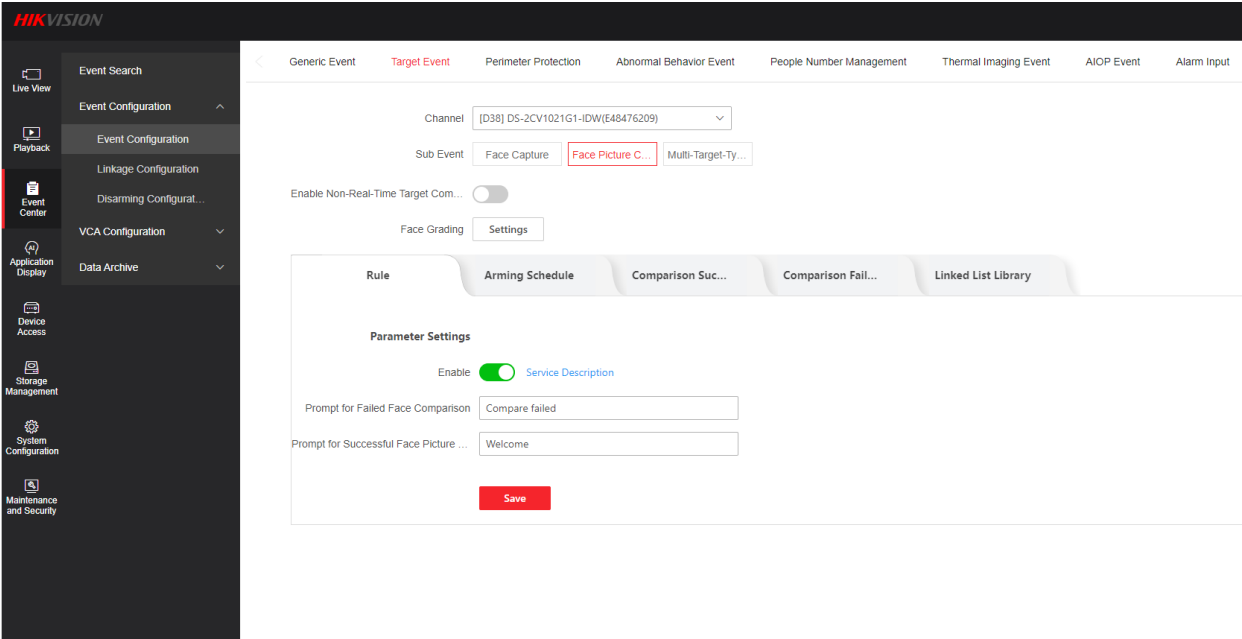 HIKVISION
Live View
Playback
Event
Center
Application
Display
Device
Access
Storage
Management
System
Configuration
Maintenance
and Security
Event Search
Event Configuration
Event Configuration
Linkage Configuration
Disarming Configurat...
VCA Configuration
Data Archive
Generic Event Target Event Perimeter Protection Abnormal Behavior Event People Number Management Thermal Imaging Event AIOP Event Alarm Input
Channel [D38] DS-2CV1021G1-IDW(E48476209)
Sub Event Face Capture Face Picture C... Multi-Target-Ty...
Enable Non-Real-Time Target Com...
Face Grading Settings
Rule Arming Schedule Comparison Suc... Comparison Fail... Linked List Library
Parameter Settings
Enable Service Description
Prompt for Failed Face Comparison Compare failed
Prompt for Successful Face Picture ... Welcome
Save